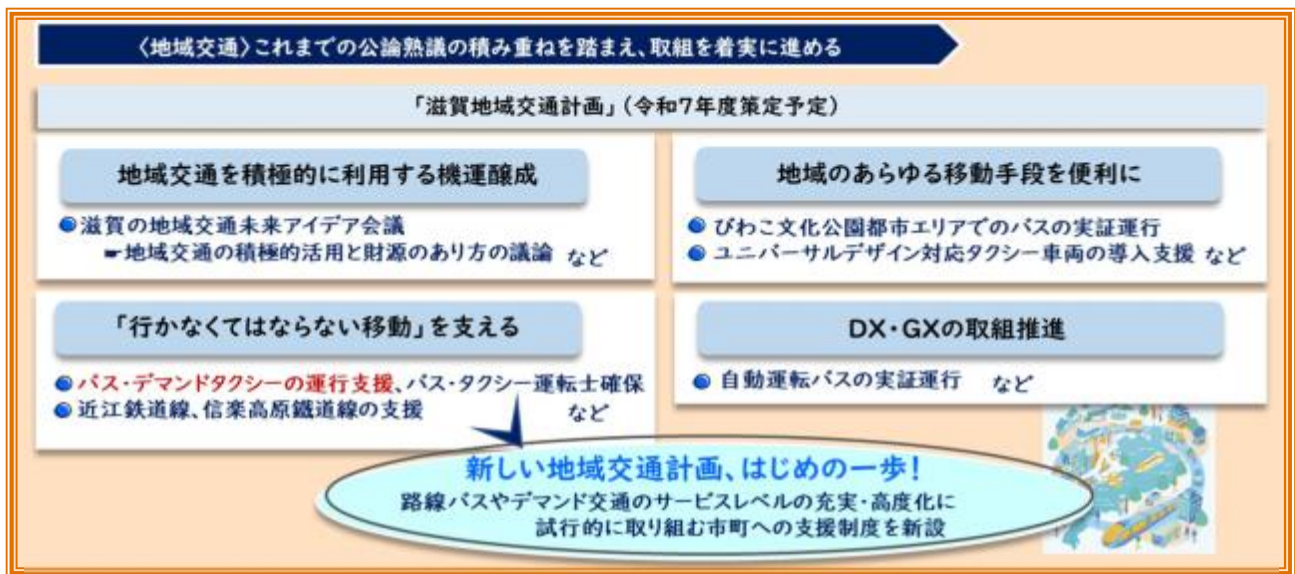 〈地域交通〉これまでの公論熟議の積み重ねを踏まえ、取組を着実に進める
「滋賀地域交通計画」(令和7年度策定予定)
地域交通を積極的に利用する機運醸成
●滋賀の地域交通未来アイデア会議
☛地域交通の積極的活用と財源のあり方の議論 など
地域のあらゆる移動手段を便利に
● びわこ文化公園都市エリアでのバスの実証運行
● ユニバーサルデザイン対応タクシー車両の導入支援 など
「行かなくてはならない移動」を支える
● バス・デマンドタクシーの運行支援、バス・タクシー運転士確保
● 近江鉄道線、信楽高原鐵道線の支援 など
DX・GXの取組推進
● 自動運転バスの実証運行 など
新しい地域交通計画、はじめの一歩!
路線バスやデマンド交通のサービスレベルの充実・高度化に
試行的に取り組む市町への支援制度を新設